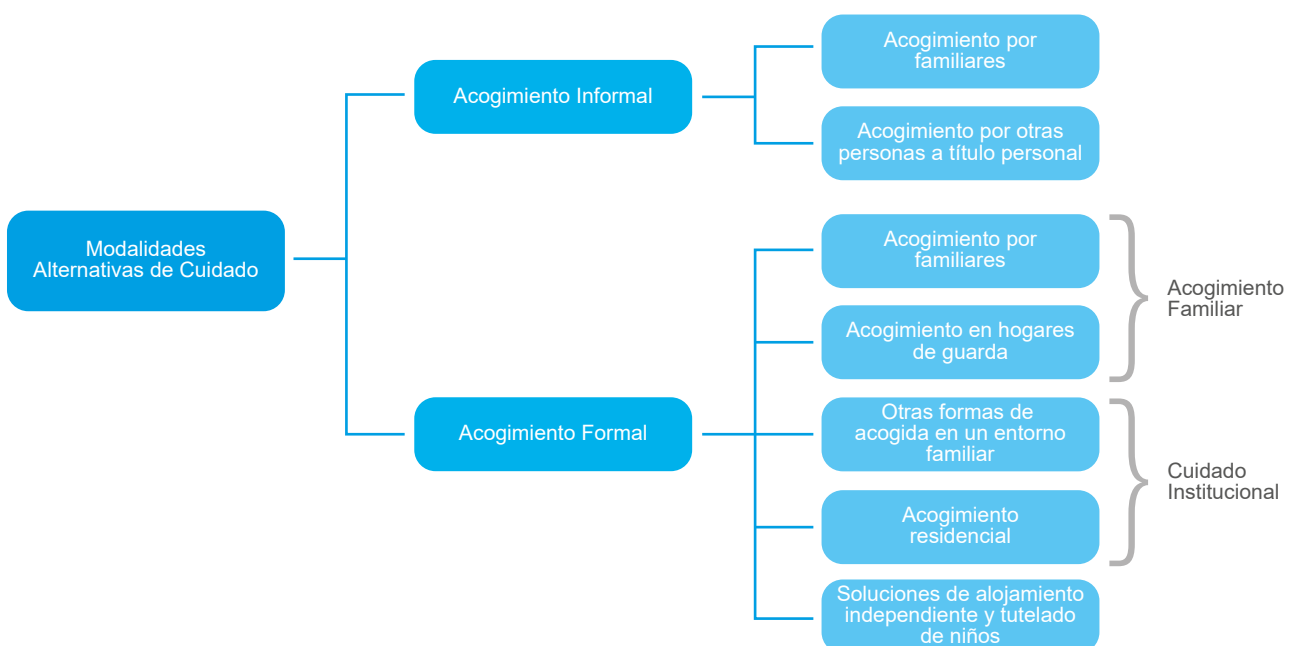 Modalidades
Alternativas de Cuidado
Acogimiento Informal
Acogimiento por
familiares
Acogimiento por otras
personas a título personal
Acogimiento Formal
Acogimiento por
familiares
Acogimiento en hogares
de guarda
Otras formas de
acogida en un entorno
familiar
Acogimiento
residencial
Soluciones de alojamiento
independiente y tutelado
de niños
Acogimiento
Familiar
Cuidado
Institucional